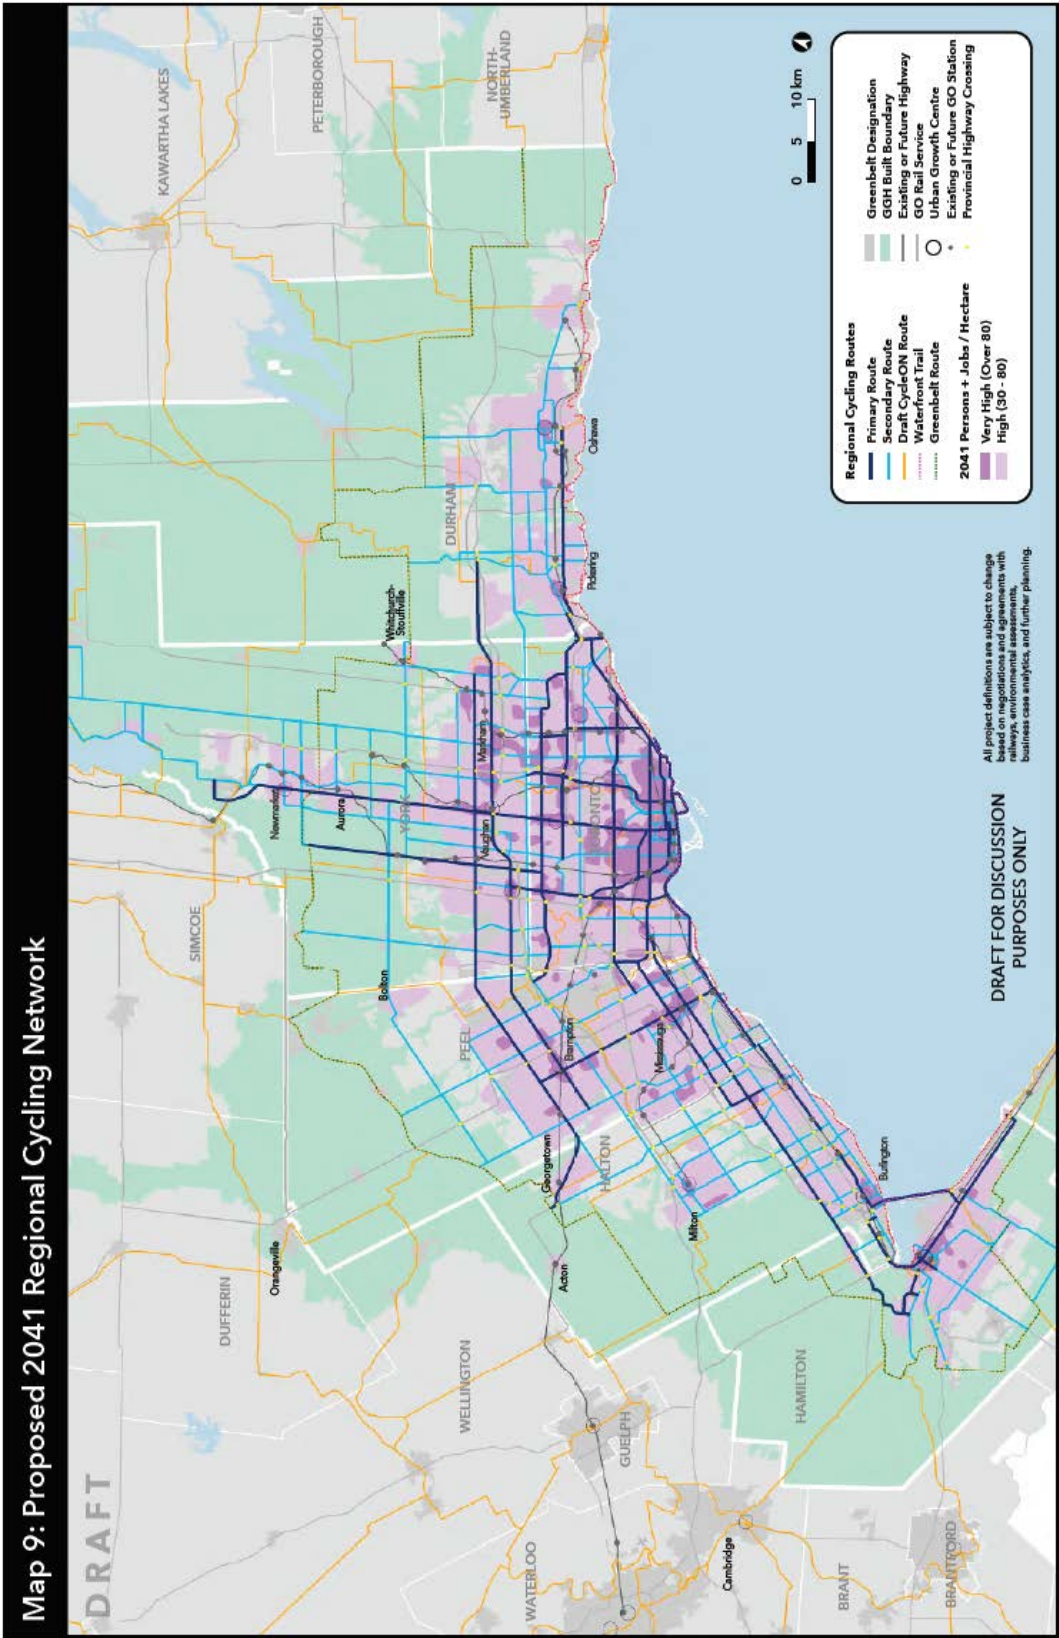 Map 9: Proposed 2041 Regional Cycling Network
DRAFT
KAWARTHA LAKES
PETERBOROUGH
NORTH-
UMBERLAND
SIMCOE
DUFFERIN
Orangeville
Bolton
Newmarket
Aurora
YORK
Whitchurch-
Stouffville
DURHAM
Markham
Vaughan
PEEL
Oshawa
Pickering
TORONTO
Brampton
Mississauga
Georgetown
HALTON
Acton
Milton
WELLINGTON
GUELPH
WATERLOO
Cambridge
BRANT
BRANTFORD
HAMILTON
Burlington
DRAFT FOR DISCUSSION
PURPOSES ONLY
All project definitions are subject to change
based on negotiations and agreements with
railways, environmental assessments,
business case analytics, and further planning.
0 5 10 km
Regional Cycling Routes
Primary Route
Secondary Route
Draft CycleON Route
Waterfront Trail
Greenbelt Route
2041 Persons + Jobs / Hectare
Very High (Over 80)
High (30 - 80)
Greenbelt Designation
GGH Built Boundary
Existing or Future Highway
GO Rail Service
Urban Growth Centre
Existing or Future GO Station
Provincial Highway Crossing